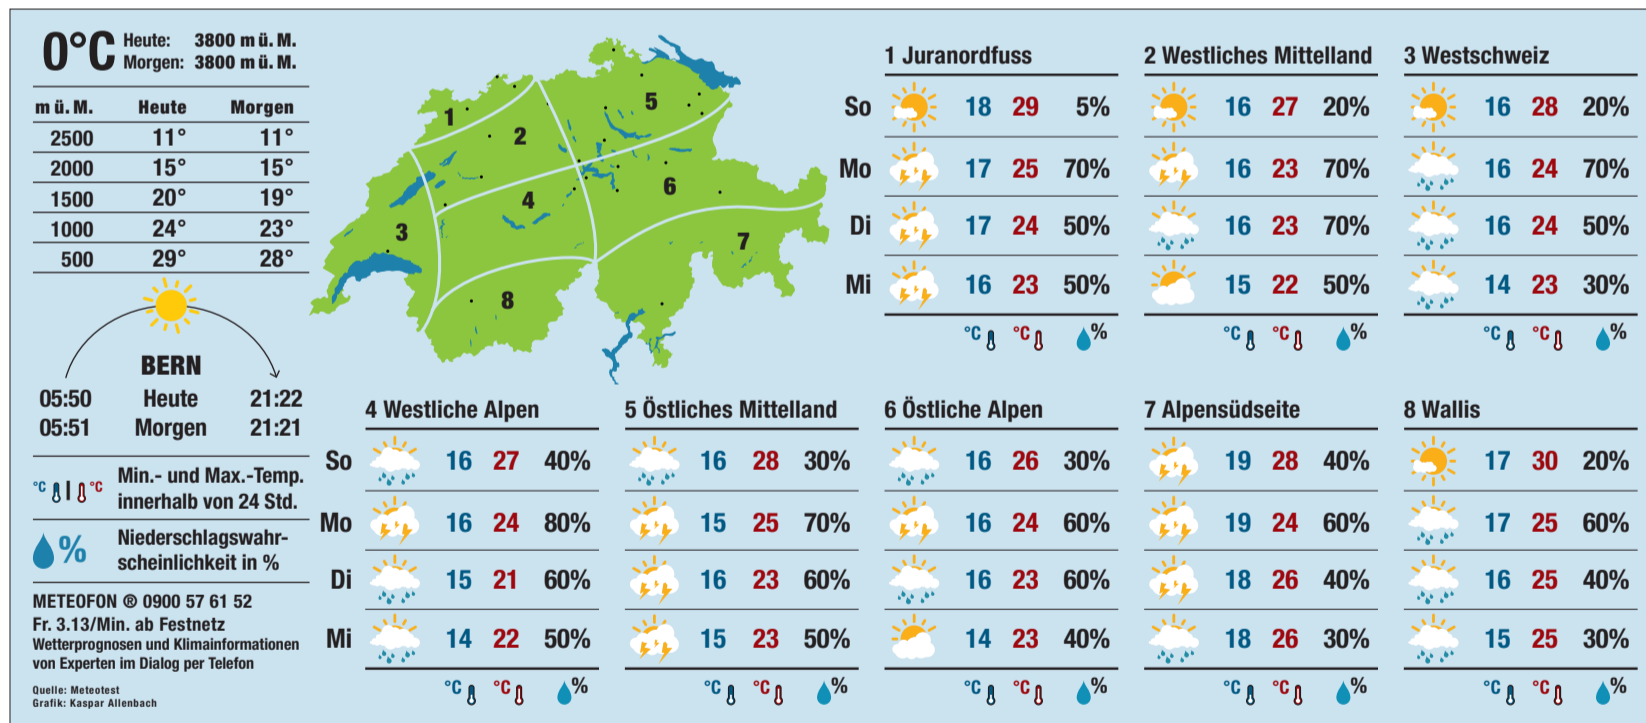 0°C
Heute: 3800 m ü. M.
Morgen: 3800 m ü. M.
m ü. M. Heute Morgen
2500 11° 11°
2000 15° 15°
1500 20° 19°
1000 24° 23°
500 29° 28°
BERN
05:50 Heute 21:22
05:51 Morgen 21:21
°C | °C Min.- und Max.-Temp.
innerhalb von 24 Std.
% Niederschlagswahr-
scheinlichkeit in %
METEOFON ® 0900 57 61 52
Fr. 3.13/Min. ab Festnetz
Wetterprognosen und Klimainformationen
von Experten im Dialog per Telefon
Quelle: Meteotest
Grafik: Kaspar Allenbach
1
2
3
4
5
6
7
8
1 Juranordfuss
So 18 29 5%
Mo 17 25 70%
Di 17 24 50%
Mi 16 23 50%
°C °C %
2 Westliches Mittelland
16 27 20%
16 23 70%
16 23 70%
15 22 50%
°C °C %
3 Westschweiz
16 28 20%
16 24 70%
16 24 50%
14 23 30%
°C °C %
4 Westliche Alpen
So 16 27 40%
Mo 16 24 80%
Di 15 21 60%
Mi 14 22 50%
°C °C %
5 Östliches Mittelland
16 28 30%
15 25 70%
16 23 60%
15 23 50%
°C °C %
6 Östliche Alpen
16 26 30%
16 24 60%
16 23 60%
14 23 40%
°C °C %
7 Alpensüdseite
19 28 40%
19 24 60%
18 26 40%
18 26 30%
°C °C %
8 Wallis
17 30 20%
17 25 60%
16 25 40%
15 25 30%
°C °C %